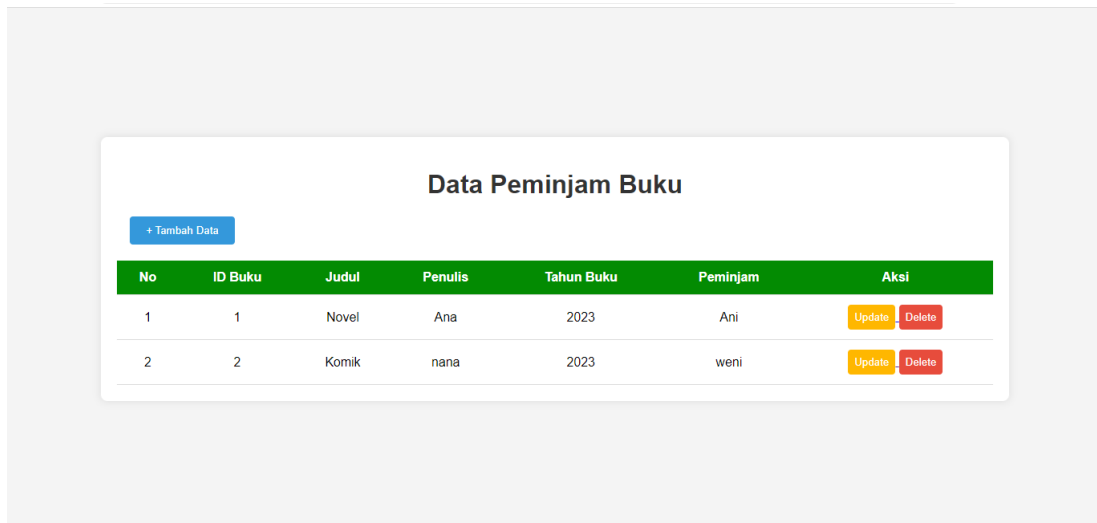 Data Peminjam Buku
+ Tambah Data
No ID Buku Judul Penulis Tahun Buku Peminjam Aksi
1 1 Novel Ana 2023 Ani Update Delete
2 2 Komik nana 2023 weni Update Delete